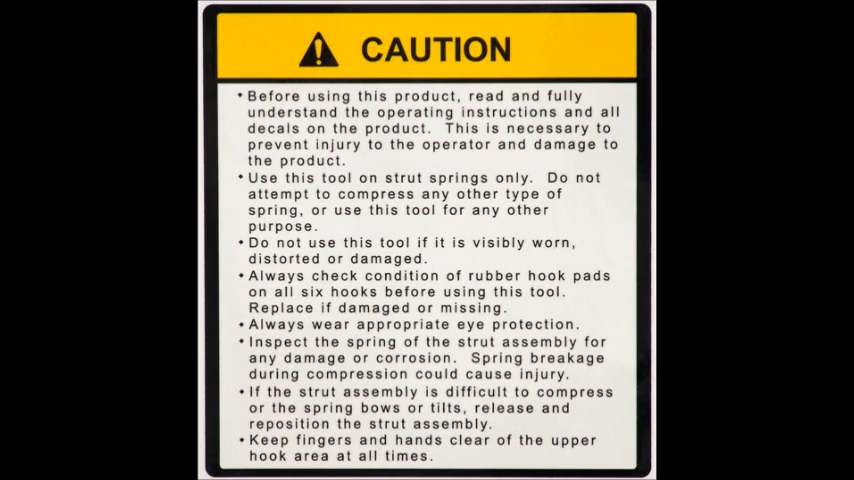 CAUTION
• Before using this product, read and fully
understand the operating instructions and all
decals on the product. This is necessary to
prevent injury to the operator and damage to
the product.
• Use this tool on strut springs only. Do not
attempt to compress any other type of
spring, or use this tool for any other
purpose.
• Do not use this tool if it is visibly worn,
distorted or damaged.
• Always check condition of rubber hook pads
on all six hooks before using this tool.
Replace if damaged or missing.
• Always wear appropriate eye protection.
• Inspect the spring of the strut assembly for
any damage or corrosion. Spring breakage
during compression could cause injury.
• If the strut assembly is difficult to compress
or the spring bows or tilts, release and
reposition the strut assembly.
• Keep fingers and hands clear of the upper
hook area at all times.